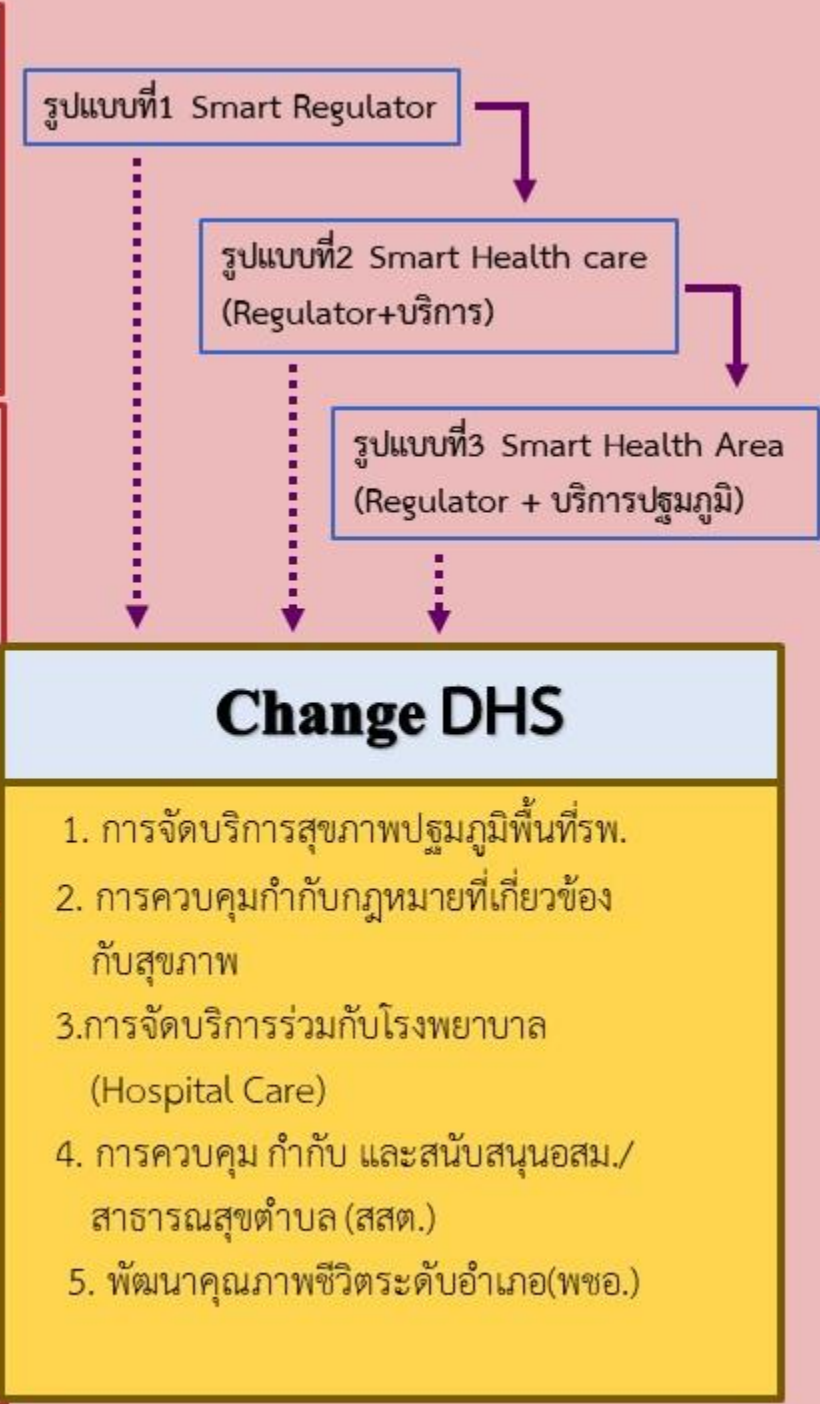 รูปแบบที่1 Smart Regulator
รูปแบบที่2 Smart Health care
(Regulator+บริการ)
รูปแบบที่3 Smart Health Area
(Regulator + บริการปฐมภูมิ)
Change DHS
1. การจัดบริการสุขภาพปฐมภูมิพื้นที่รพ.
2. การควบคุมกำกับกฎหมายที่เกี่ยวข้อง
กับสุขภาพ
3.การจัดบริการร่วมกับโรงพยาบาล
(Hospital Care)
4. การควบคุม กำกับ และสนับสนุนอสม./
สาธารณสุขตำบล (สสต.)
5. พัฒนาคุณภาพชีวิตระดับอำเภอ(พชอ.)